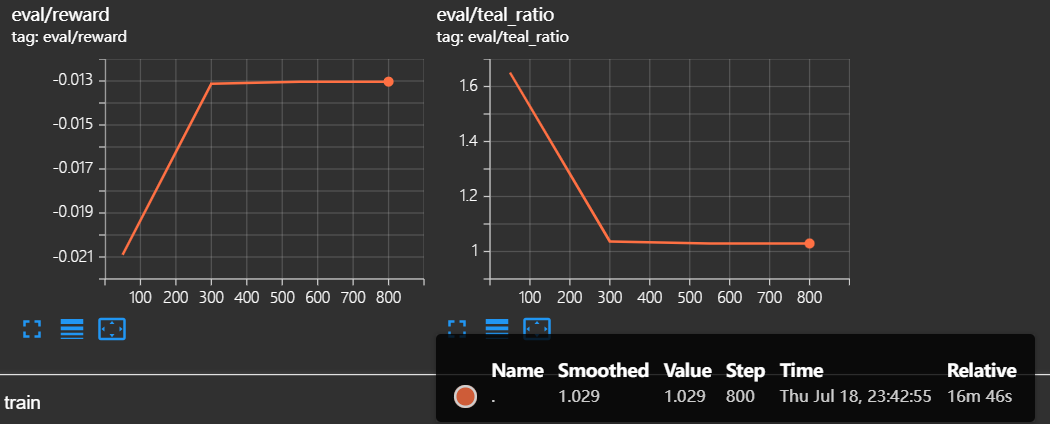 eval/reward
tag: eval/reward
-0.013
-0.015
-0.017
-0.019
-0.021
100 200 300 400 500 600 700 800
eval/teal_ratio
tag: eval/teal_ratio
1.6
1.4
1.2
1
100 200 300 400 500 600 700 800
Name Smoothed Value Step Time Relative
. 1.029 1.029 800 Thu Jul 18, 23:42:55 16m 46s
train